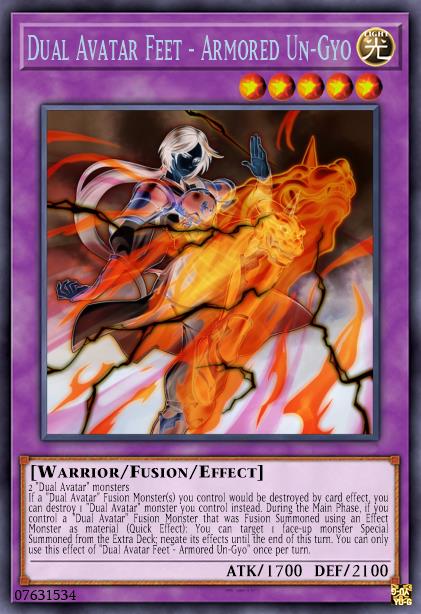 Dual Avatar Feet - Armored Un-Gyo
LIGHT
光
[Warrior/Fusion/Effect]
2 "Dual Avatar" monsters
If a "Dual Avatar" Fusion Monster(s) you control would be destroyed by card effect, you
can destroy 1 "Dual Avatar" monster you control instead. During the Main Phase, if you
control a "Dual Avatar" Fusion Monster that was Fusion Summoned using an Effect
Monster as material (Quick Effect): You can target 1 face-up monster Special
Summoned from the Extra Deck; negate its effects until the end of this turn. You can only
use this effect of "Dual Avatar Feet - Armored Un-Gyo" once per turn.
ATK/1700 DEF/2100
07631534